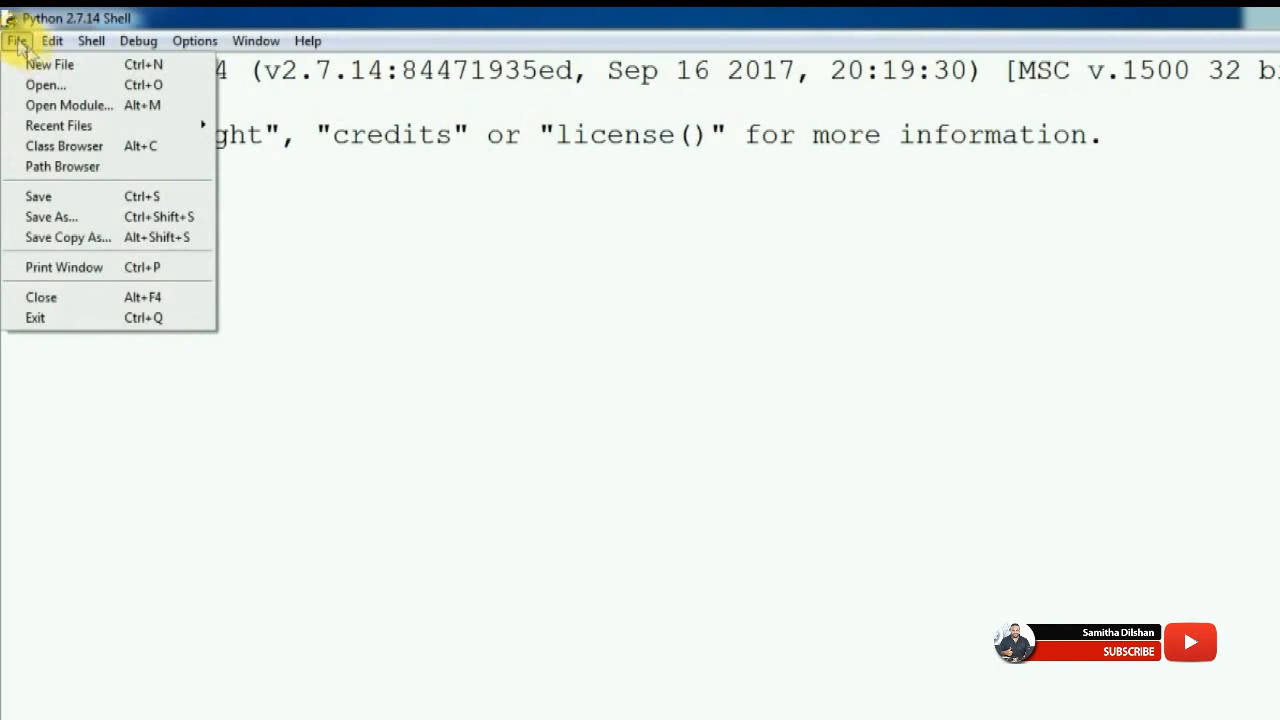 Python 2.7.14 Shell
File Edit Shell Debug Options Window Help
New File Ctrl+N
Open... Ctrl+O
Open Module... Alt+M
Recent Files
Class Browser Alt+C
Path Browser
Save Ctrl+S
Save As... Ctrl+Shift+S
Save Copy As... Alt+Shift+S
Print Window Ctrl+P
Close Alt+F4
Exit Ctrl+Q
4 (v2.7.14:84471935ed, Sep 16 2017, 20:19:30) [MSC v.1500 32 bi
ght", "credits" or "license()" for more information.
Samitha Dilshan
SUBSCRIBE